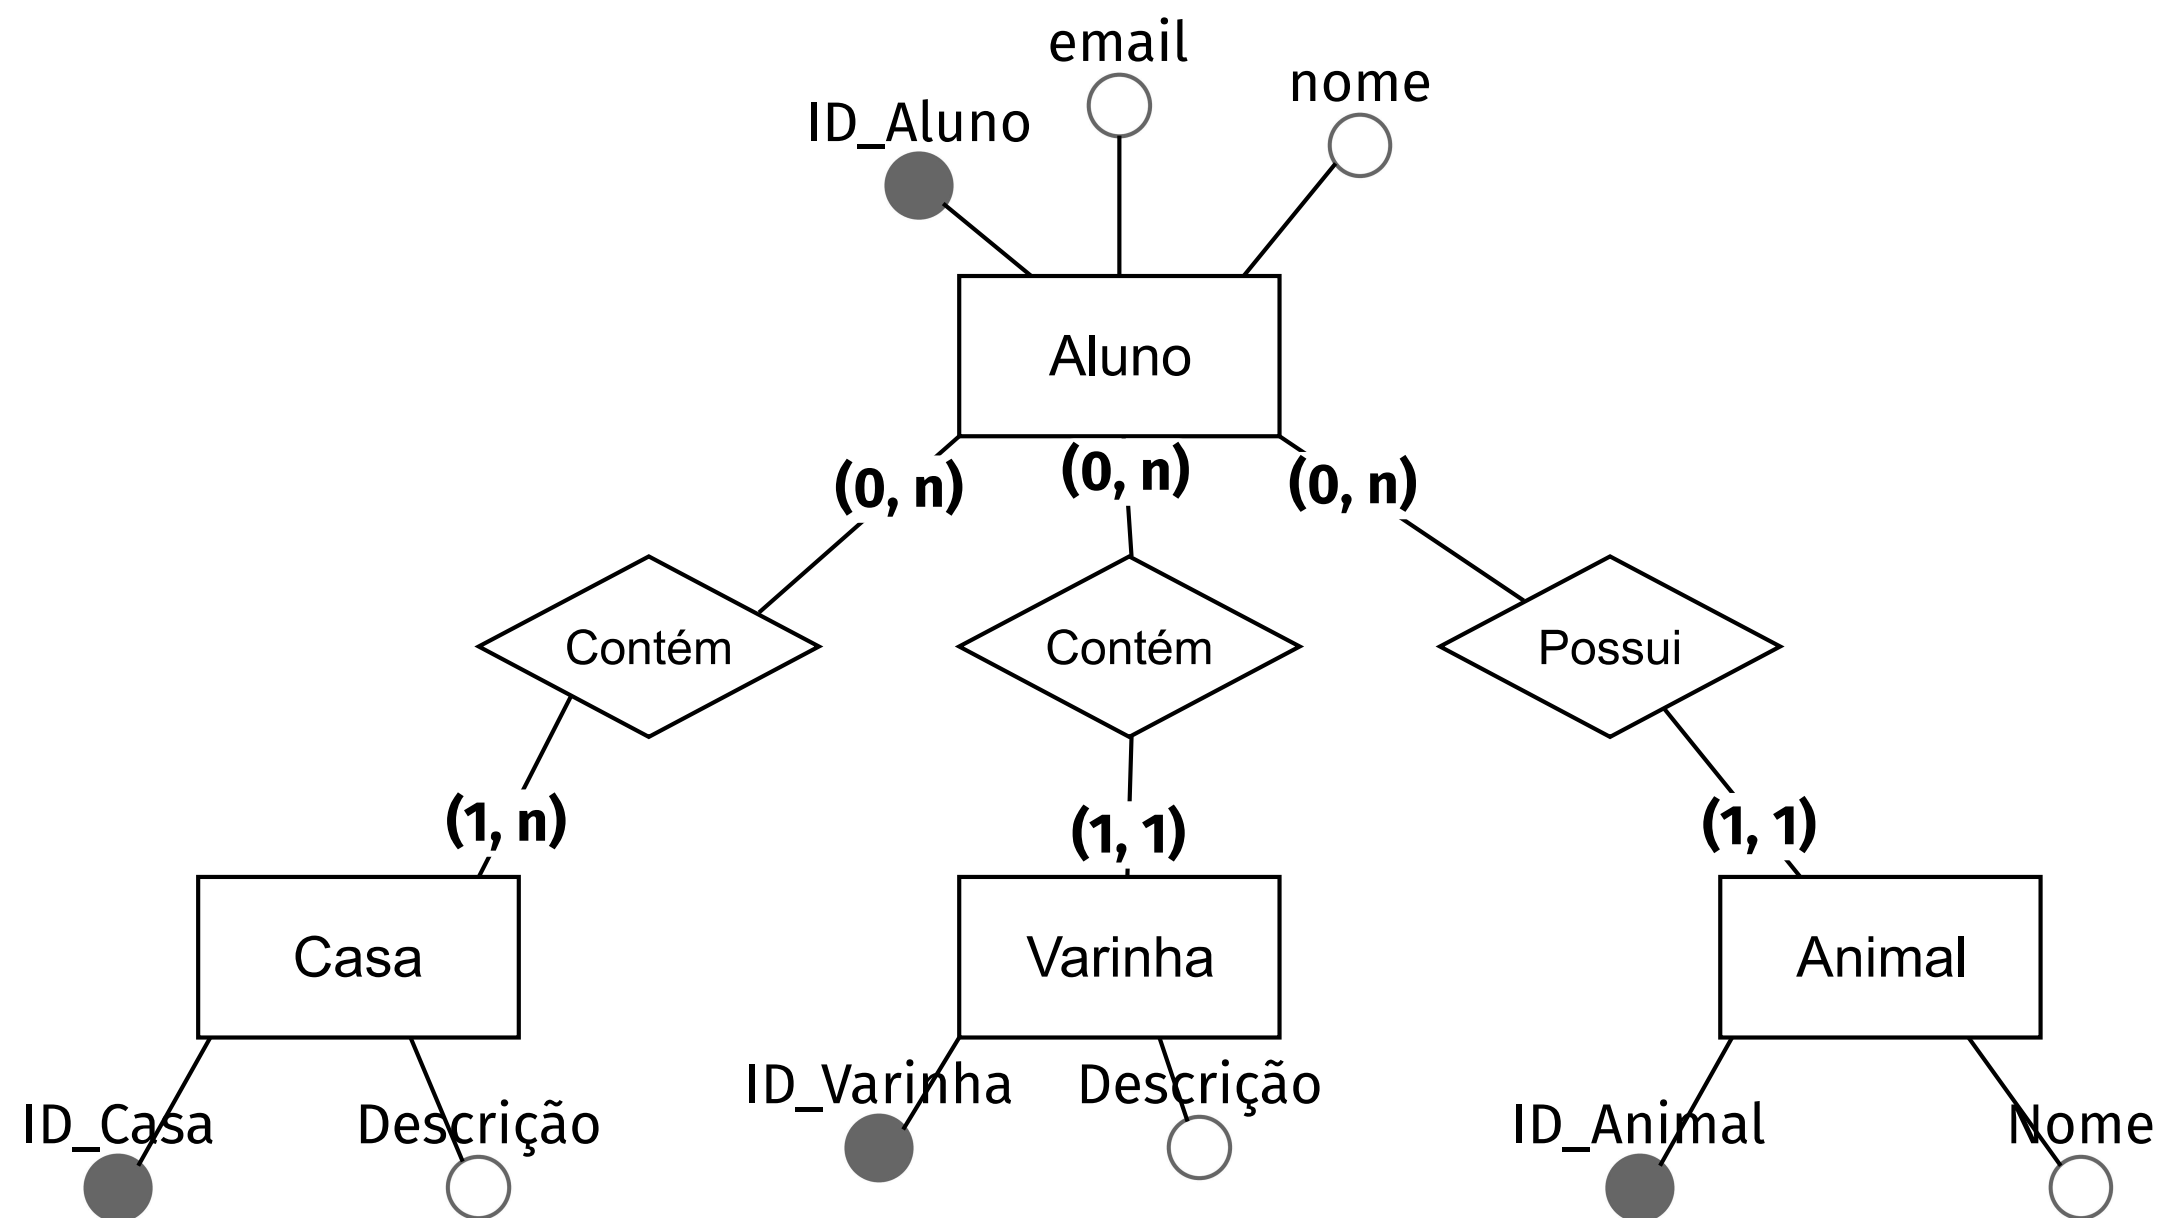 email
nome
ID_Aluno
Aluno
(0, n)
(0, n)
(0, n)
Contém
Contém
Possui
(1, n)
(1, 1)
(1, 1)
Casa
Varinha
Animal
ID_Varinha
Descrição
ID_Casa
Descrição
ID_Animal
Nome